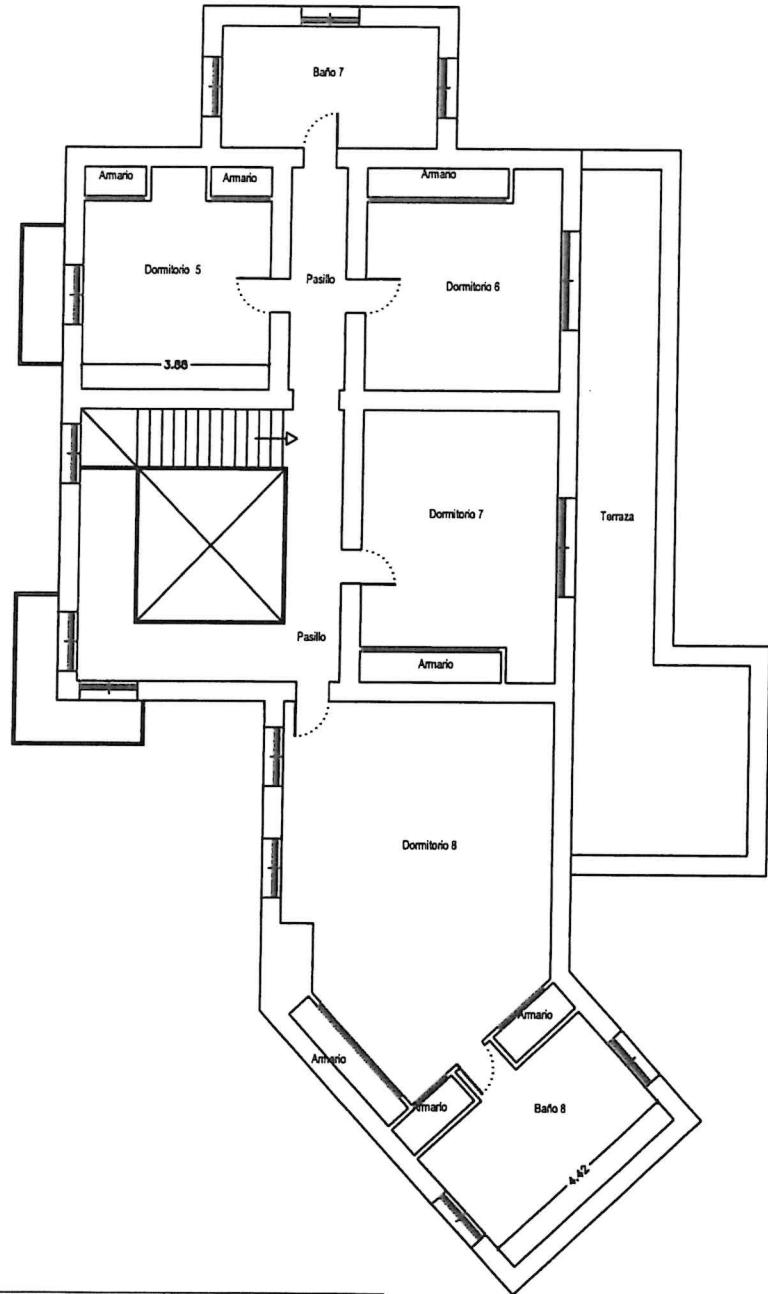 Baño 7
Armario
Armario
Armario
Dormitorio 5
Pasillo
Dormitorio 6
3.88
Dormitorio 7
Terraza
Pasillo
Armario
Dormitorio 8
Armario
Armario
Armario
Baño 8
4.42